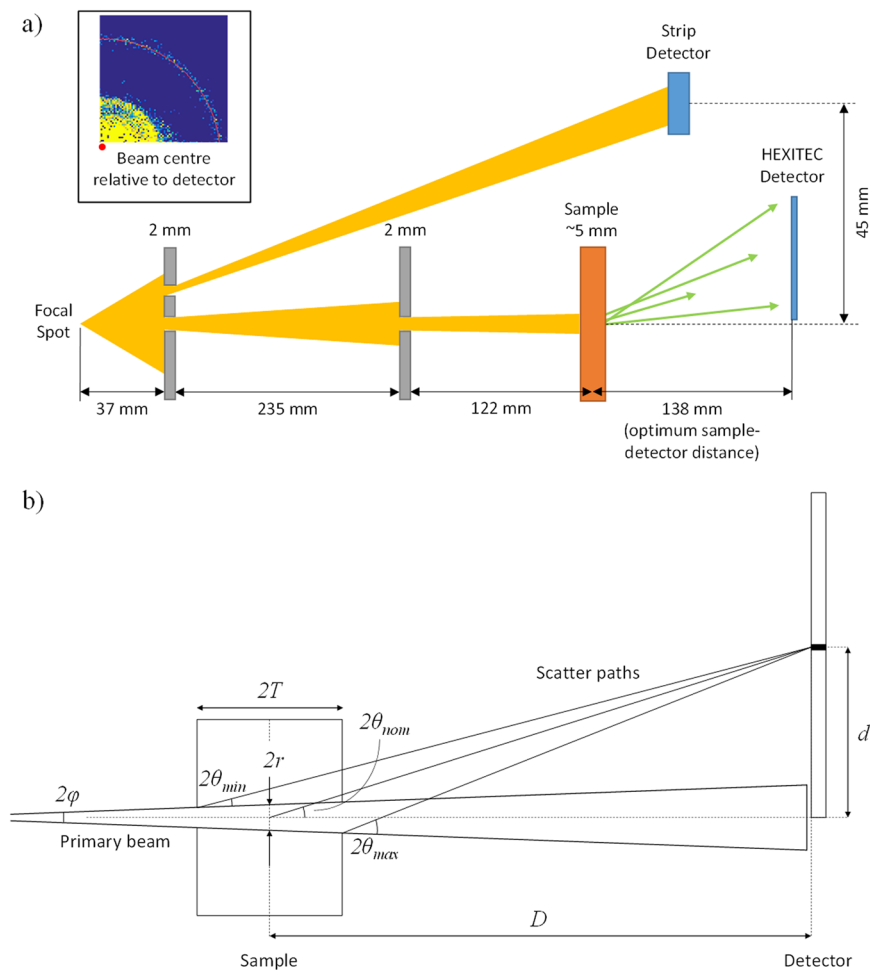 a)
Beam centre
relative to detector
Strip
Detector
HEXITEC
Detector
45 mm
2 mm
2 mm
Sample
~5 mm
Focal
Spot
37 mm
235 mm
122 mm
138 mm
(optimum sample-
detector distance)
b)
Scatter paths
2T
2θnom
2r
2θmin
d
2φ
Primary beam
2θmax
D
Sample
Detector